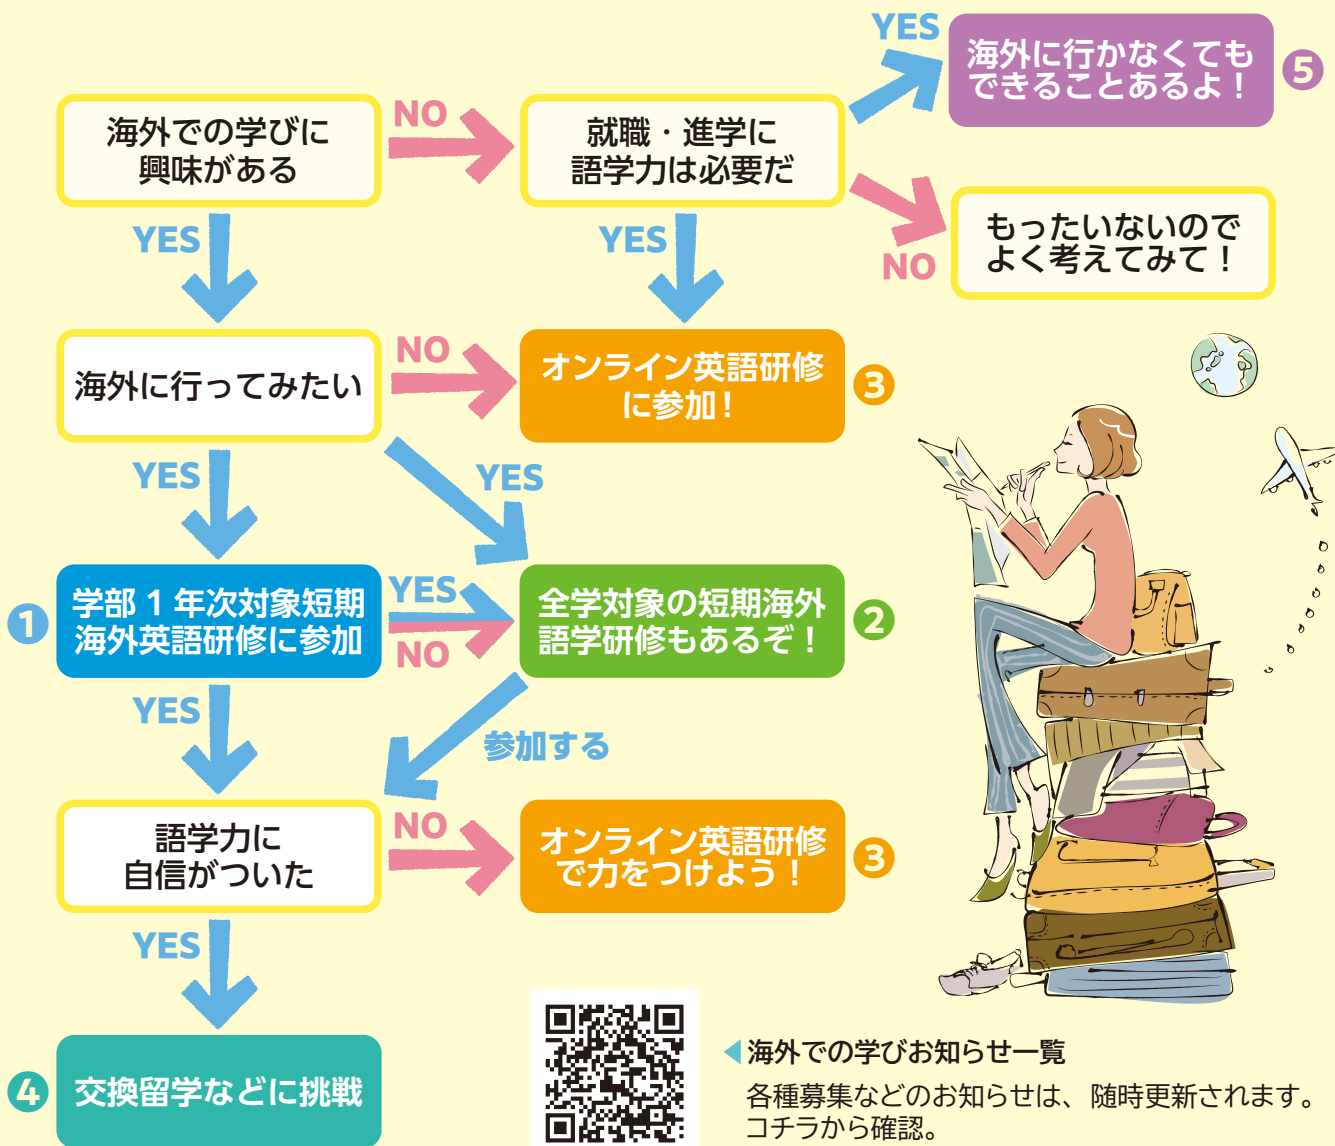 YES
海外に行かなくても
できることあるよ！
❺
海外での学びに
興味がある
NO
就職・進学に
語学力は必要だ
YES
YES
NO
もったいないので
よく考えてみて！
海外に行ってみたい
NO
オンライン英語研修
に参加！
❸
YES
YES
❶
学部 1 年次対象短期
海外英語研修に参加
YES
NO
全学対象の短期海外
語学研修もあるぞ！
❷
YES
参加する
語学力に
自信がついた
NO
オンライン英語研修
で力をつけよう！
❸
YES
❹
交換留学などに挑戦
海外での学びお知らせ一覧
各種募集などのお知らせは、随時更新されます。
コチラから確認。